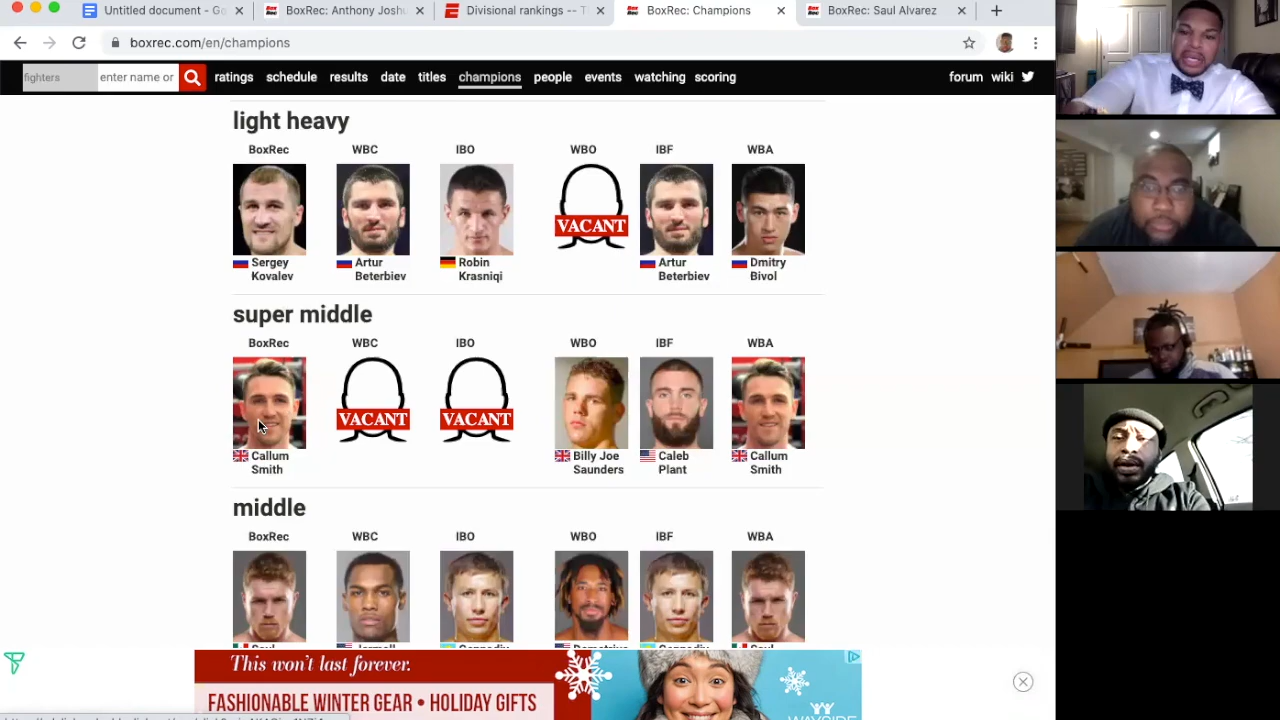 Untitled document - Go
BoxRec: Anthony Joshu
Divisional rankings -- T
BoxRec: Champions
BoxRec: Saul Alvarez
boxrec.com/en/champions
fighters
enter name or
ratings
schedule
results
date
titles
champions
people
events
watching
scoring
forum
wiki
light heavy
BoxRec
WBC
IBO
WBO
IBF
WBA
VACANT
Sergey
Kovalev
Artur
Beterbiev
Robin
Krasniqi
Artur
Beterbiev
Dmitry
Bivol
super middle
BoxRec
WBC
IBO
WBO
IBF
WBA
VACANT
VACANT
Callum
Smith
Billy Joe
Saunders
Caleb
Plant
Callum
Smith
middle
BoxRec
WBC
IBO
WBO
IBF
WBA
This won't last forever.
FASHIONABLE WINTER GEAR • HOLIDAY GIFTS
WAYSIDE